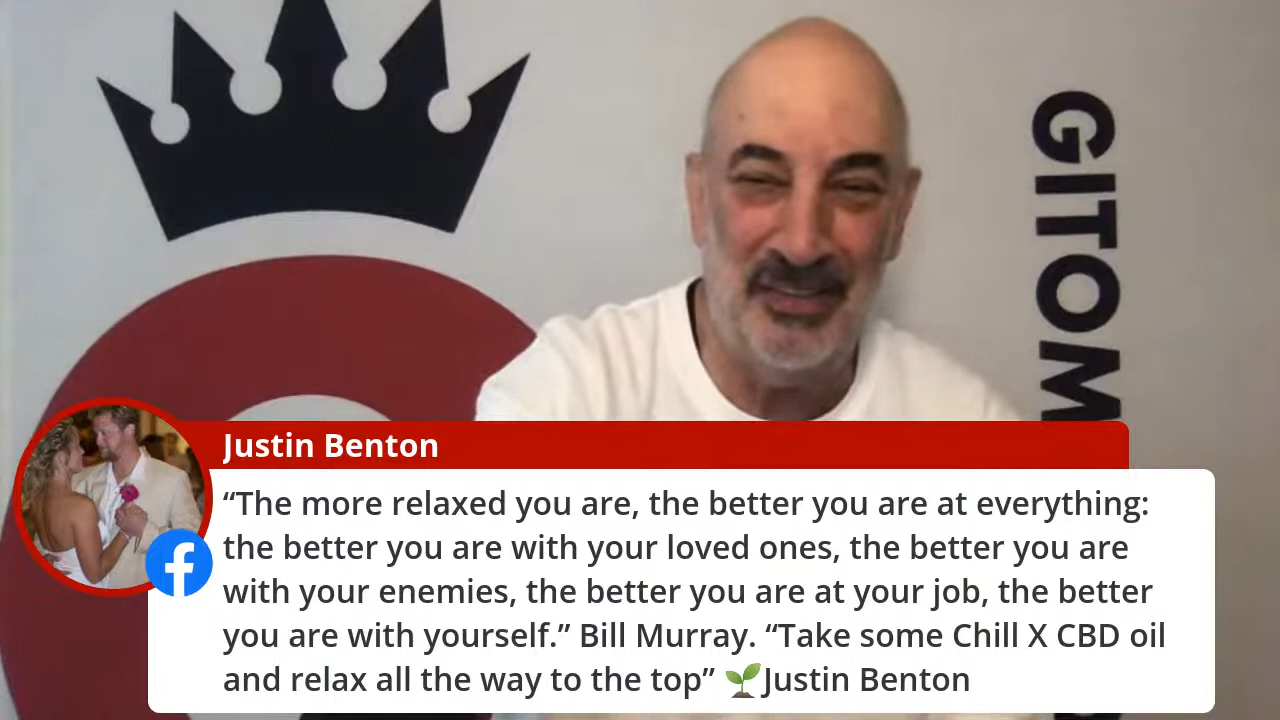 GITOM
Justin Benton
“The more relaxed you are, the better you are at everything:
the better you are with your loved ones, the better you are
with your enemies, the better you are at your job, the better
you are with yourself.” Bill Murray. “Take some Chill X CBD oil
and relax all the way to the top” 🌱Justin Benton